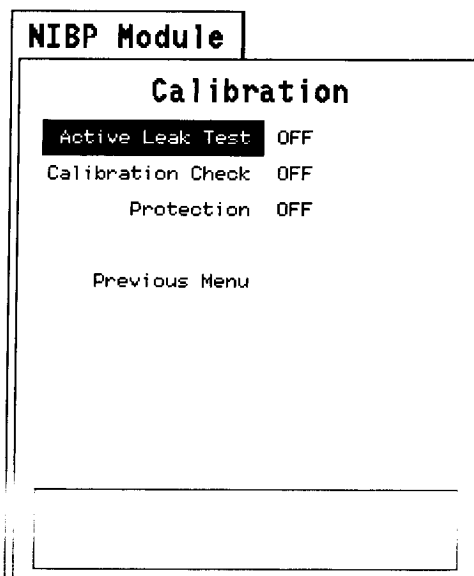 NIBP Module
Calibration
Active Leak Test OFF
Calibration Check OFF
Protection OFF
Previous Menu